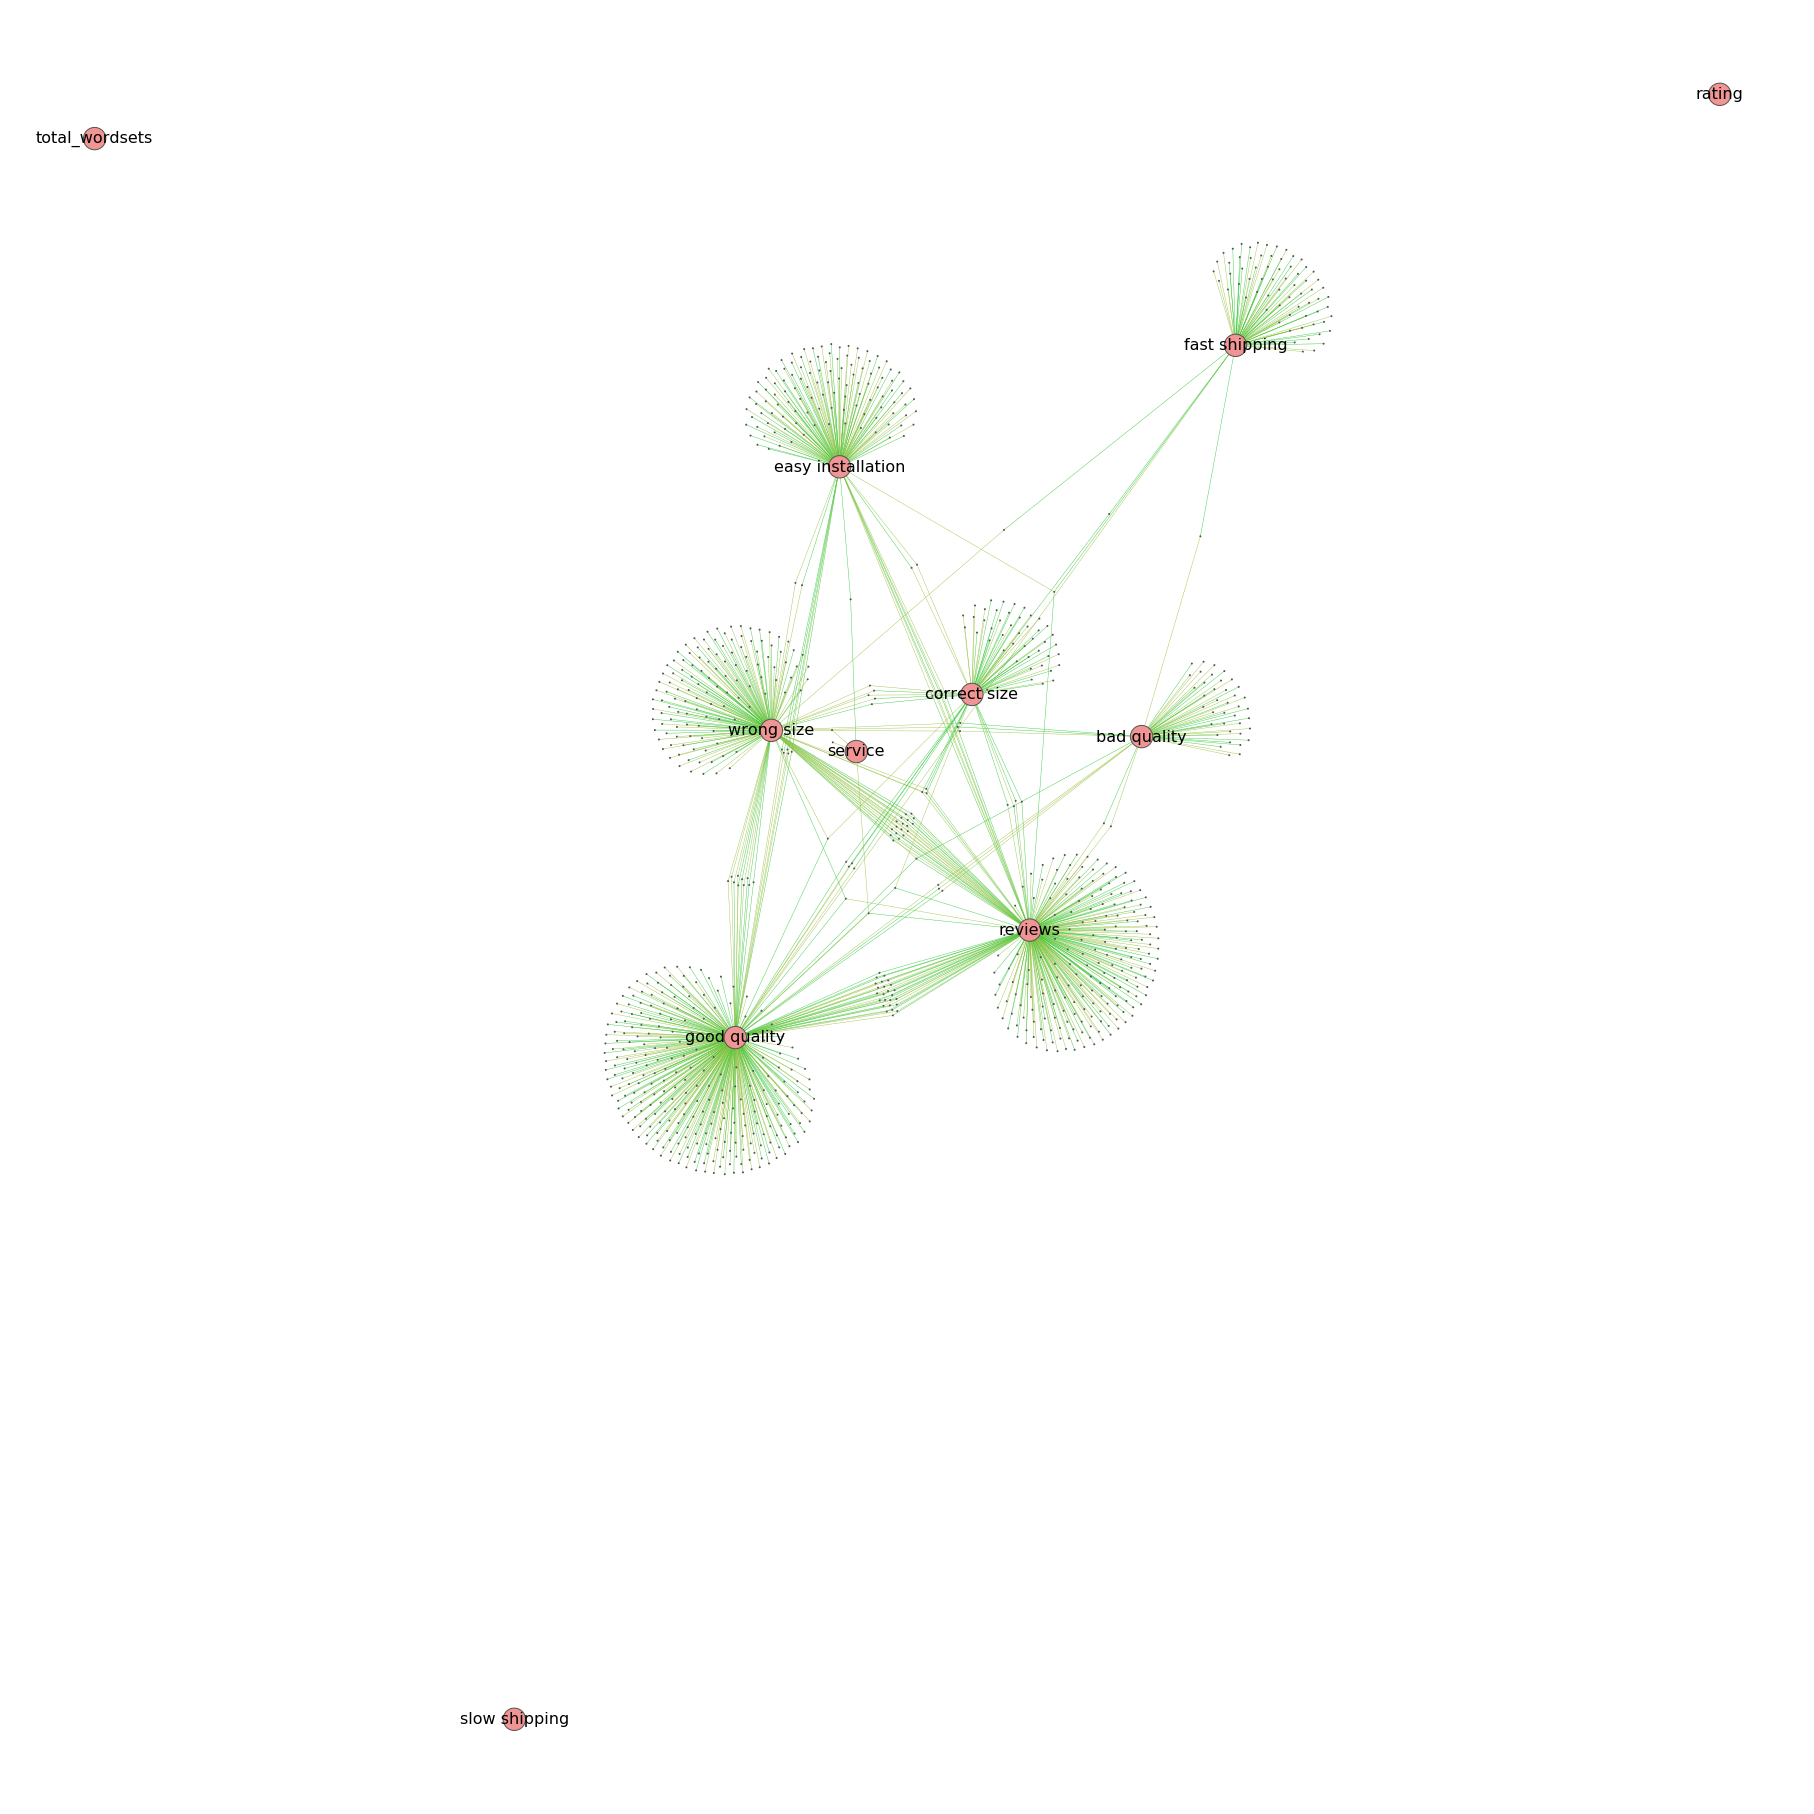 rating
total_wordsets
fast shipping
easy installation
correct size
wrong size
bad quality
service
reviews
good quality
slow shipping